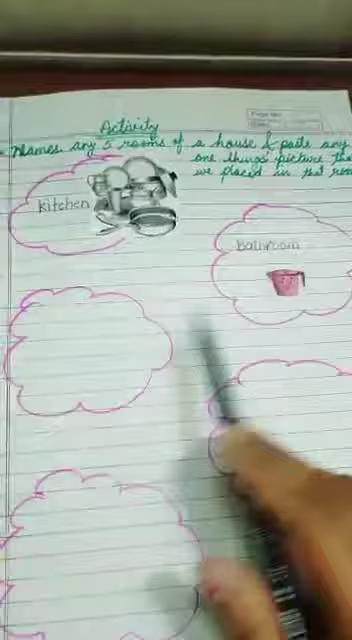 Activity
Names any 5 rooms of a house & paste any
one things picture
we placed in that room
Kitchen
Bathroom